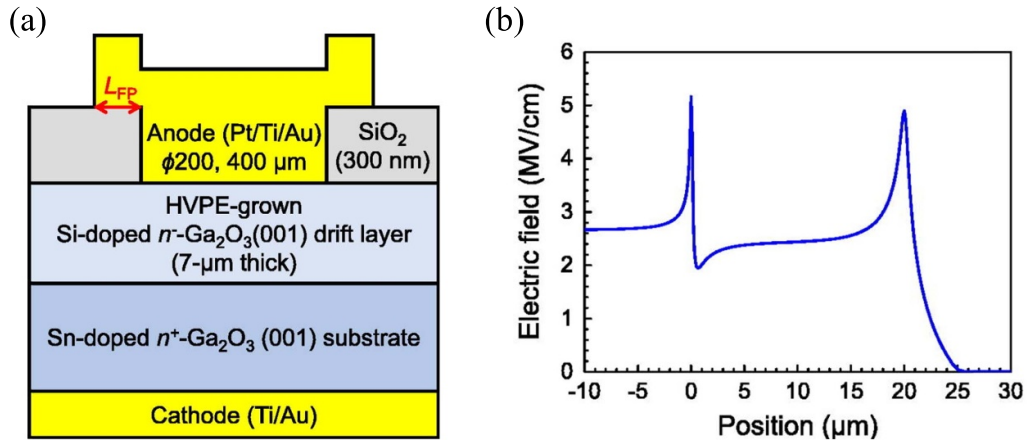 (a)
L_FP
Anode (Pt/Ti/Au)
ϕ200, 400 μm
SiO₂
(300 nm)
HVPE-grown
Si-doped n⁻-Ga₂O₃(001) drift layer
(7-μm thick)
Sn-doped n⁺-Ga₂O₃ (001) substrate
Cathode (Ti/Au)
(b)
Electric field (MV/cm)
6
5
4
3
2
1
0
-10 -5 0 5 10 15 20 25 30
Position (μm)